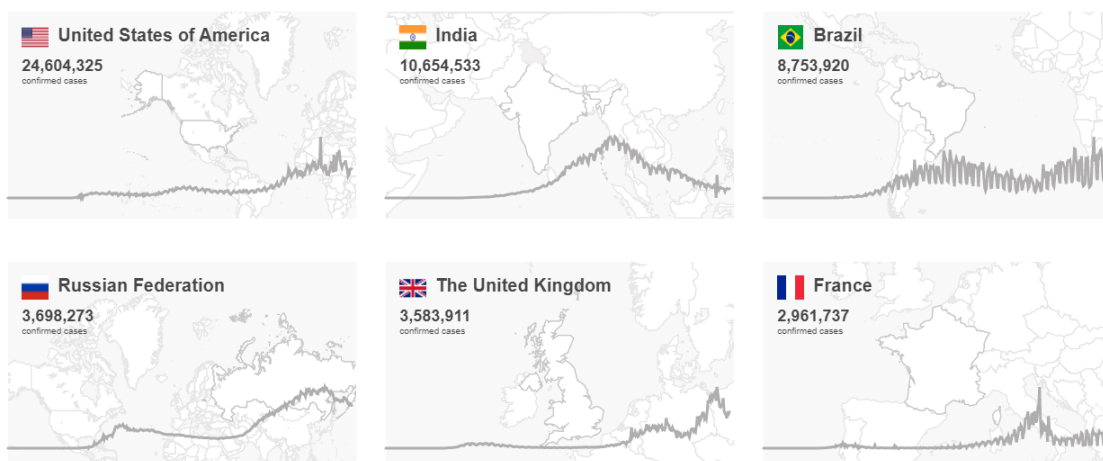 United States of America
24,604,325
confirmed cases
India
10,654,533
confirmed cases
Brazil
8,753,920
confirmed cases
Russian Federation
3,698,273
confirmed cases
The United Kingdom
3,583,911
confirmed cases
France
2,961,737
confirmed cases